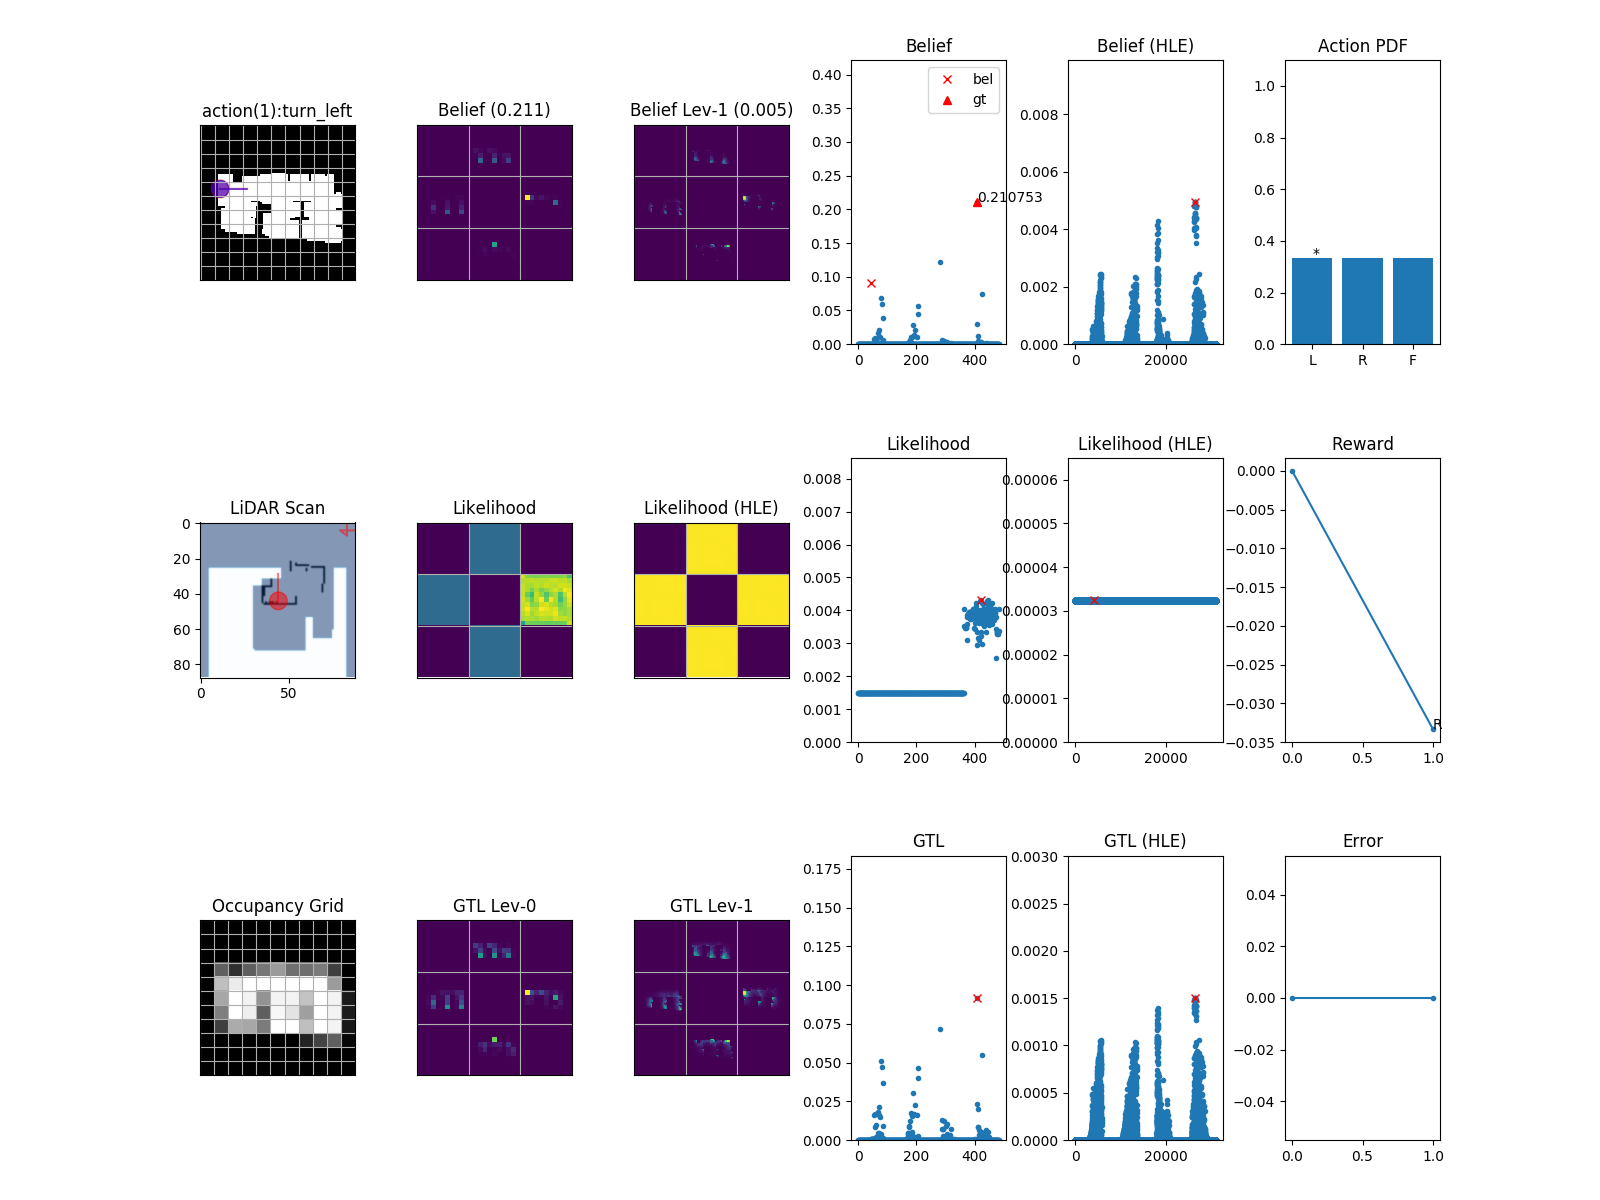 action(1):turn_left
Belief (0.211)
Belief Lev-1 (0.005)
Belief
0.40
0.35
0.30
0.25
0.20
0.15
0.10
0.05
0.00
0 200 400
bel
gt
0.210753
Belief (HLE)
0.008
0.006
0.004
0.002
0.000
0 20000
Action PDF
1.0
0.8
0.6
0.4
0.2
0.0
*
L R F
LiDAR Scan
0
20
40
60
80
0 50
Likelihood
Likelihood (HLE)
Likelihood
0.008
0.007
0.006
0.005
0.004
0.003
0.002
0.001
0.000
0 200 400
Likelihood (HLE)
0.00006
0.00005
0.00004
0.00003
0.00002
0.00001
0.00000
0 20000
Reward
0.000
−0.005
−0.010
−0.015
−0.020
−0.025
−0.030
−0.035
R
0.0 0.5 1.0
Occupancy Grid
GTL Lev-0
GTL Lev-1
GTL
0.175
0.150
0.125
0.100
0.075
0.050
0.025
0.000
0 200 400
GTL (HLE)
0.0030
0.0025
0.0020
0.0015
0.0010
0.0005
0.0000
0 20000
Error
0.04
0.02
0.00
−0.02
−0.04
0.0 0.5 1.0